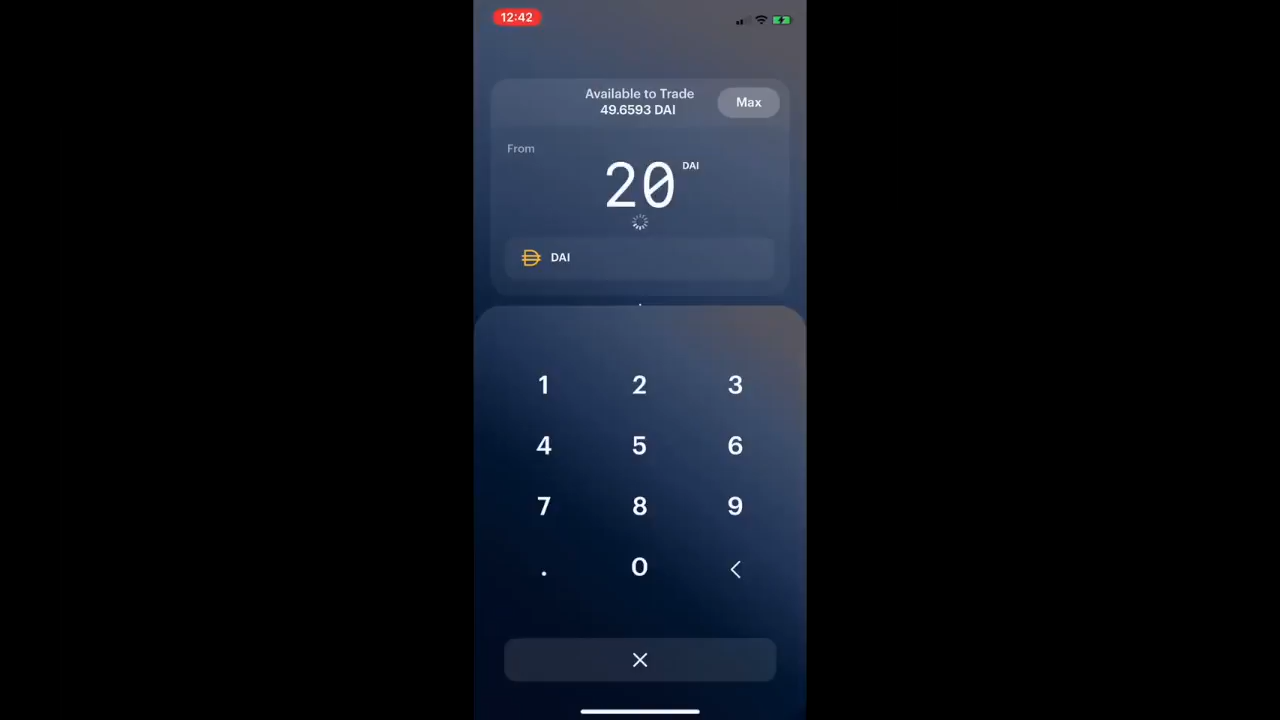 12:42
Available to Trade
49.6593 DAI
Max
From
20 DAI
DAI
1 2 3
4 5 6
7 8 9
. 0 <